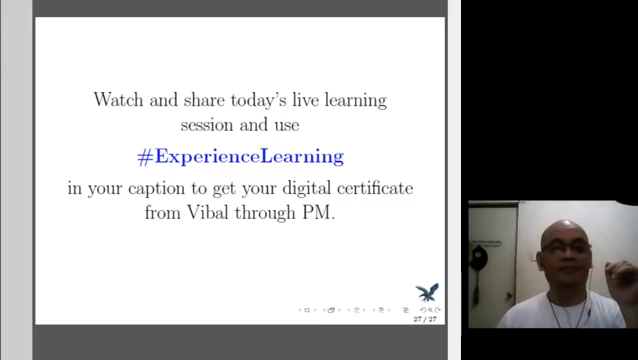 Watch and share today's live learning
session and use
#ExperienceLearning
in your caption to get your digital certificate
from Vibal through PM.
27 / 27